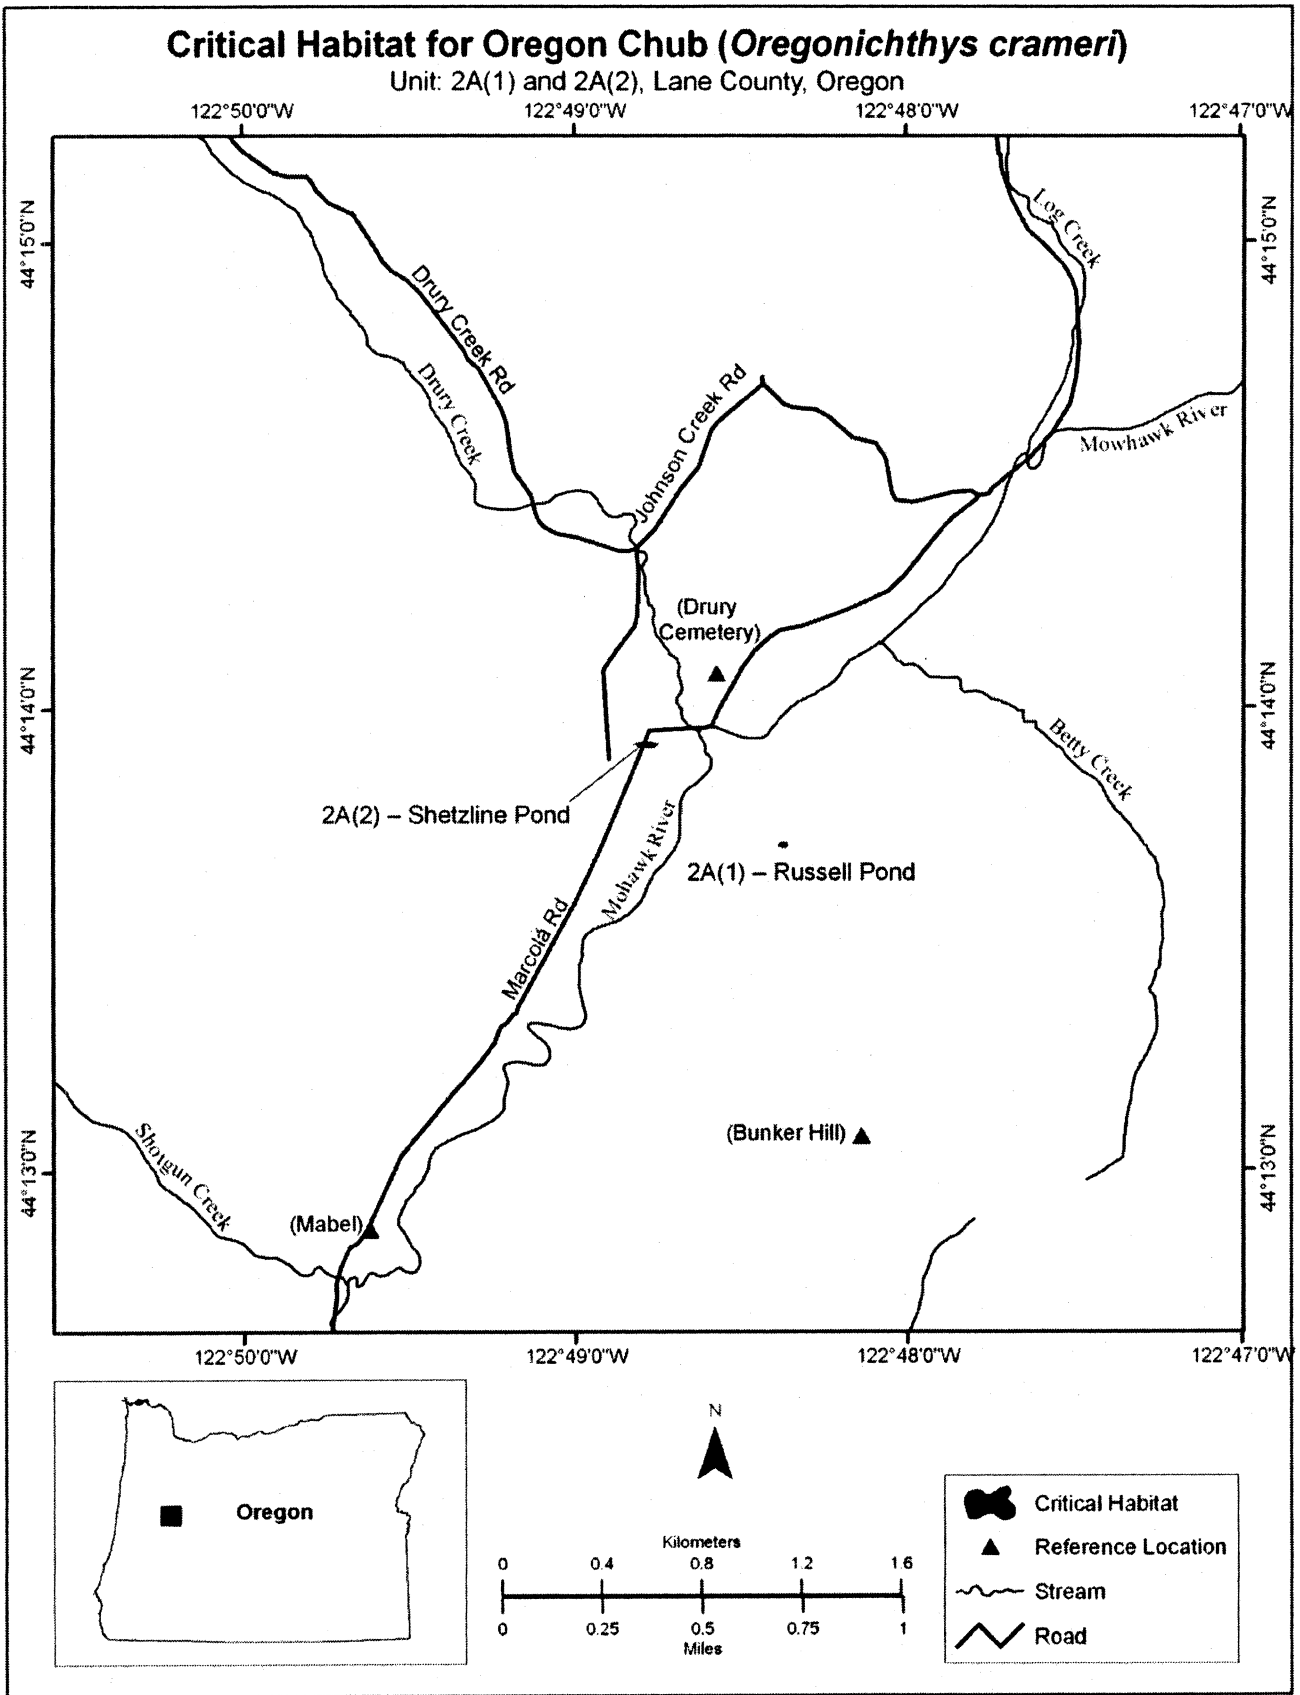 Critical Habitat for Oregon Chub (Oregonichthys crameri)
Unit: 2A(1) and 2A(2), Lane County, Oregon
122°50'0"W
122°49'0"W
122°48'0"W
122°47'0"W
44°15'0"N
44°15'0"N
Log Creek
Drury Creek Rd
Drury Creek
Johnson Creek Rd
Mowhawk River
(Drury
Cemetery)
44°14'0"N
44°14'0"N
Betty Creek
2A(2) – Shetzline Pond
Mohawk River
2A(1) – Russell Pond
Marcola Rd
(Bunker Hill)
44°13'0"N
44°13'0"N
Shotgun Creek
(Mabel)
122°50'0"W
122°49'0"W
122°48'0"W
122°47'0"W
Oregon
N
Kilometers
0 0.4 0.8 1.2 1.6
0 0.25 0.5 0.75 1
Miles
Critical Habitat
Reference Location
Stream
Road